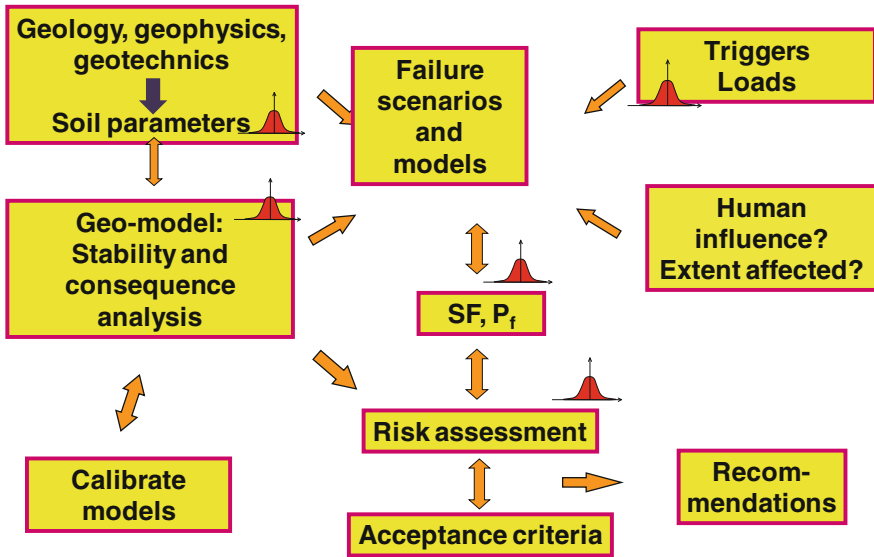 Geology, geophysics,
geotechnics
Soil parameters
Failure
scenarios
and
models
Triggers
Loads
Geo-model:
Stability and
consequence
analysis
Human
influence?
Extent affected?
SF, P_f
Risk assessment
Calibrate
models
Recom-
mendations
Acceptance criteria